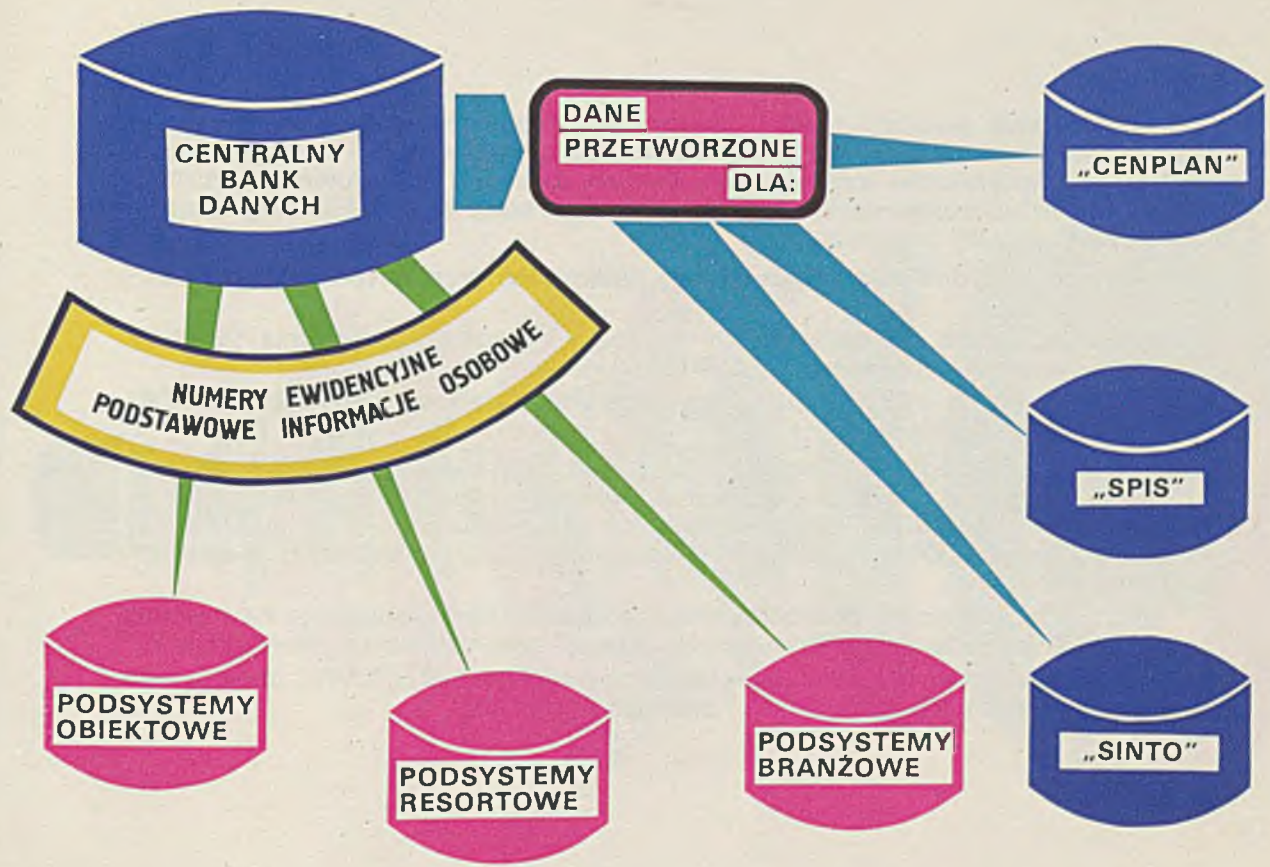 CENTRALNY
BANK
DANYCH
DANE
PRZETWORZONE
DLA:
„CENPLAN”
NUMERY EWIDENCYJNE
PODSTAWOWE INFORMACJE OSOBOWE
„SPIS”
PODSYSTEMY
OBIEKTOWE
PODSYSTEMY
RESORTOWE
PODSYSTEMY
BRANŻOWE
„SINTO”